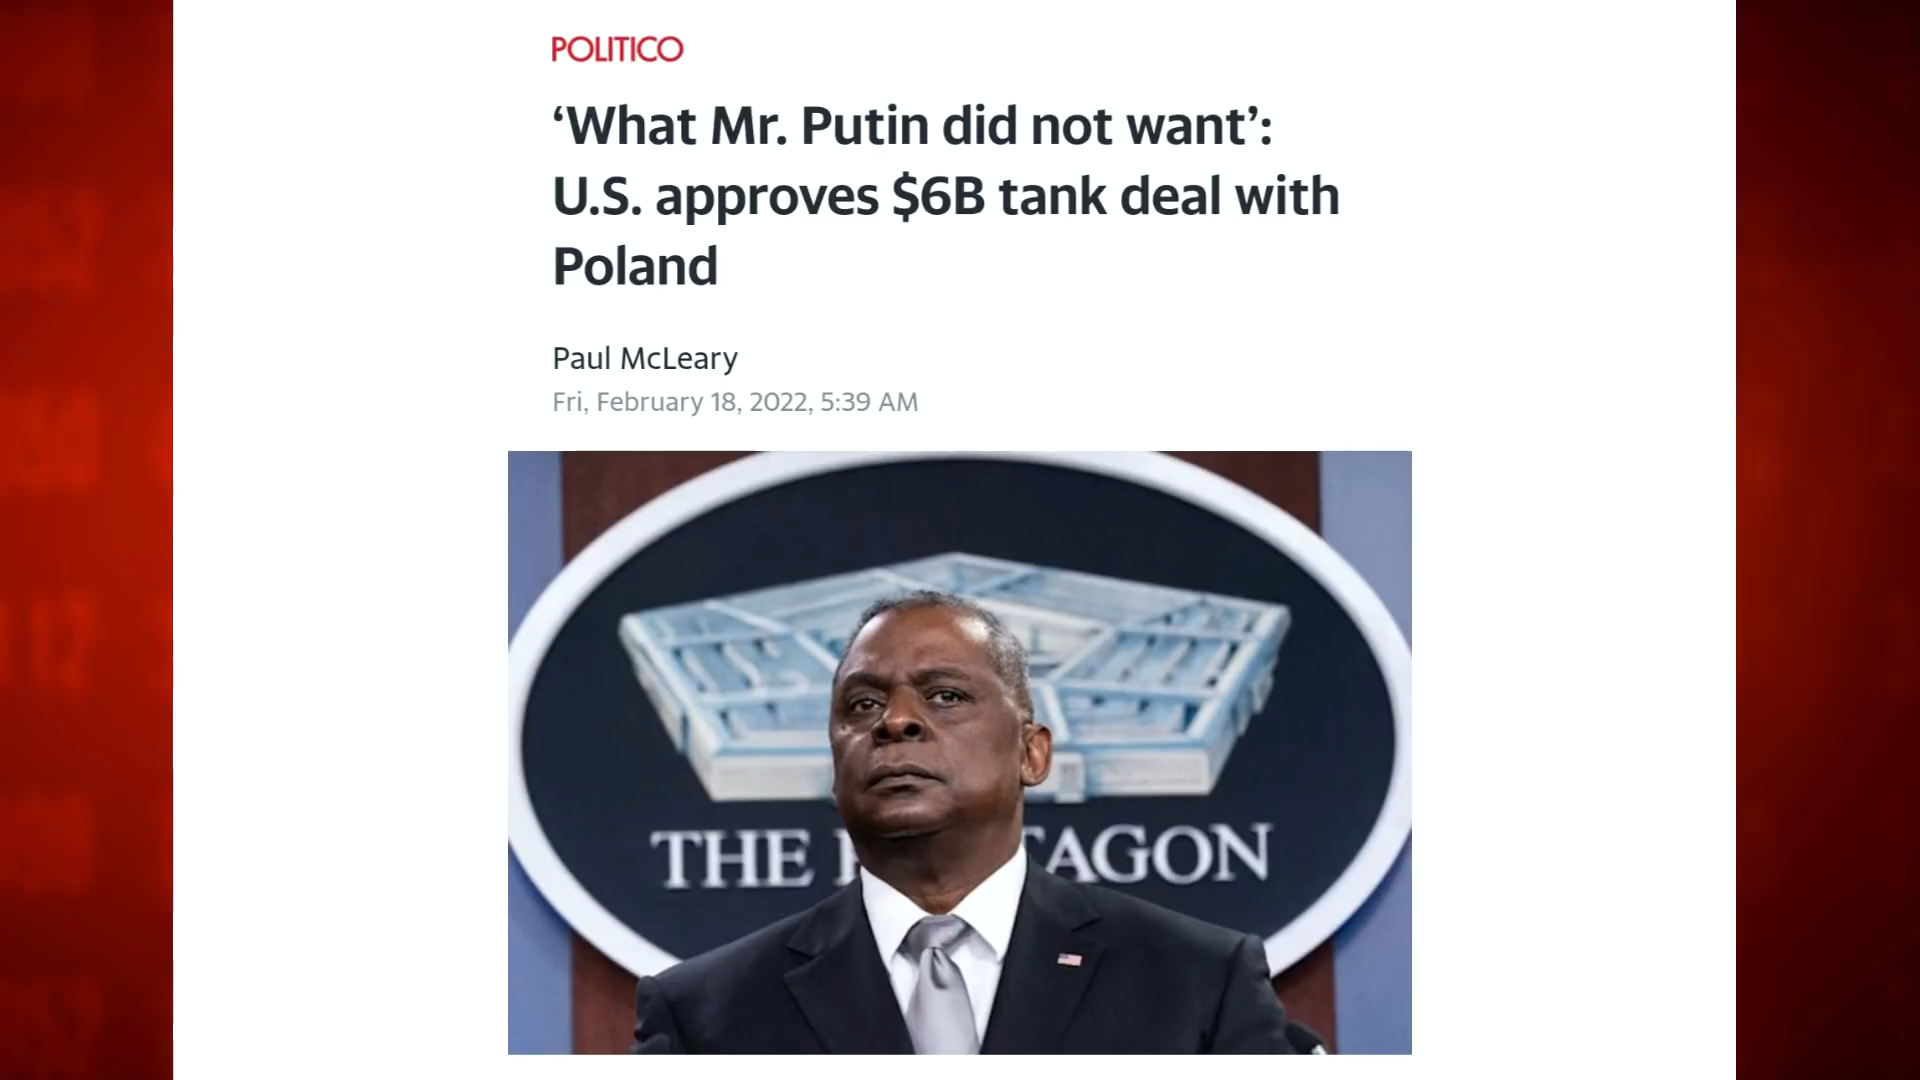 POLITICO
‘What Mr. Putin did not want’:
U.S. approves $6B tank deal with
Poland
Paul McLeary
Fri, February 18, 2022, 5:39 AM
THE P TAGON